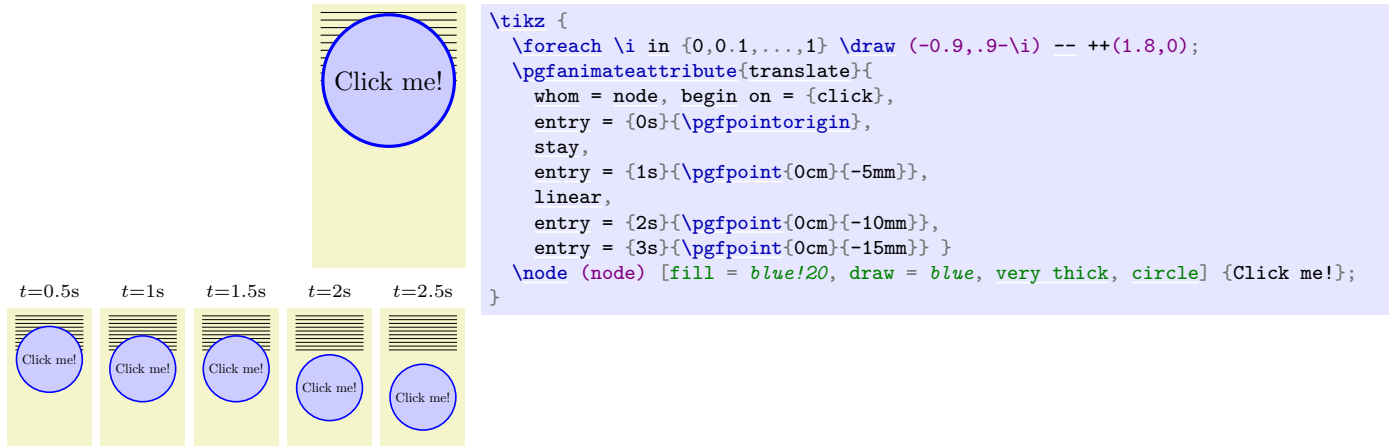 Click me!
\tikz {
  \foreach \i in {0,0.1,...,1} \draw (-0.9,.9-\i) -- ++(1.8,0);
  \pgfanimateattribute{translate}{
    whom = node, begin on = {click},
    entry = {0s}{\pgfpointorigin},
    stay,
    entry = {1s}{\pgfpoint{0cm}{-5mm}},
    linear,
    entry = {2s}{\pgfpoint{0cm}{-10mm}},
    entry = {3s}{\pgfpoint{0cm}{-15mm}} }
  \node (node) [fill = blue!20, draw = blue, very thick, circle] {Click me!};
}
t=0.5s t=1s t=1.5s t=2s t=2.5s
Click me! Click me! Click me! Click me! Click me!